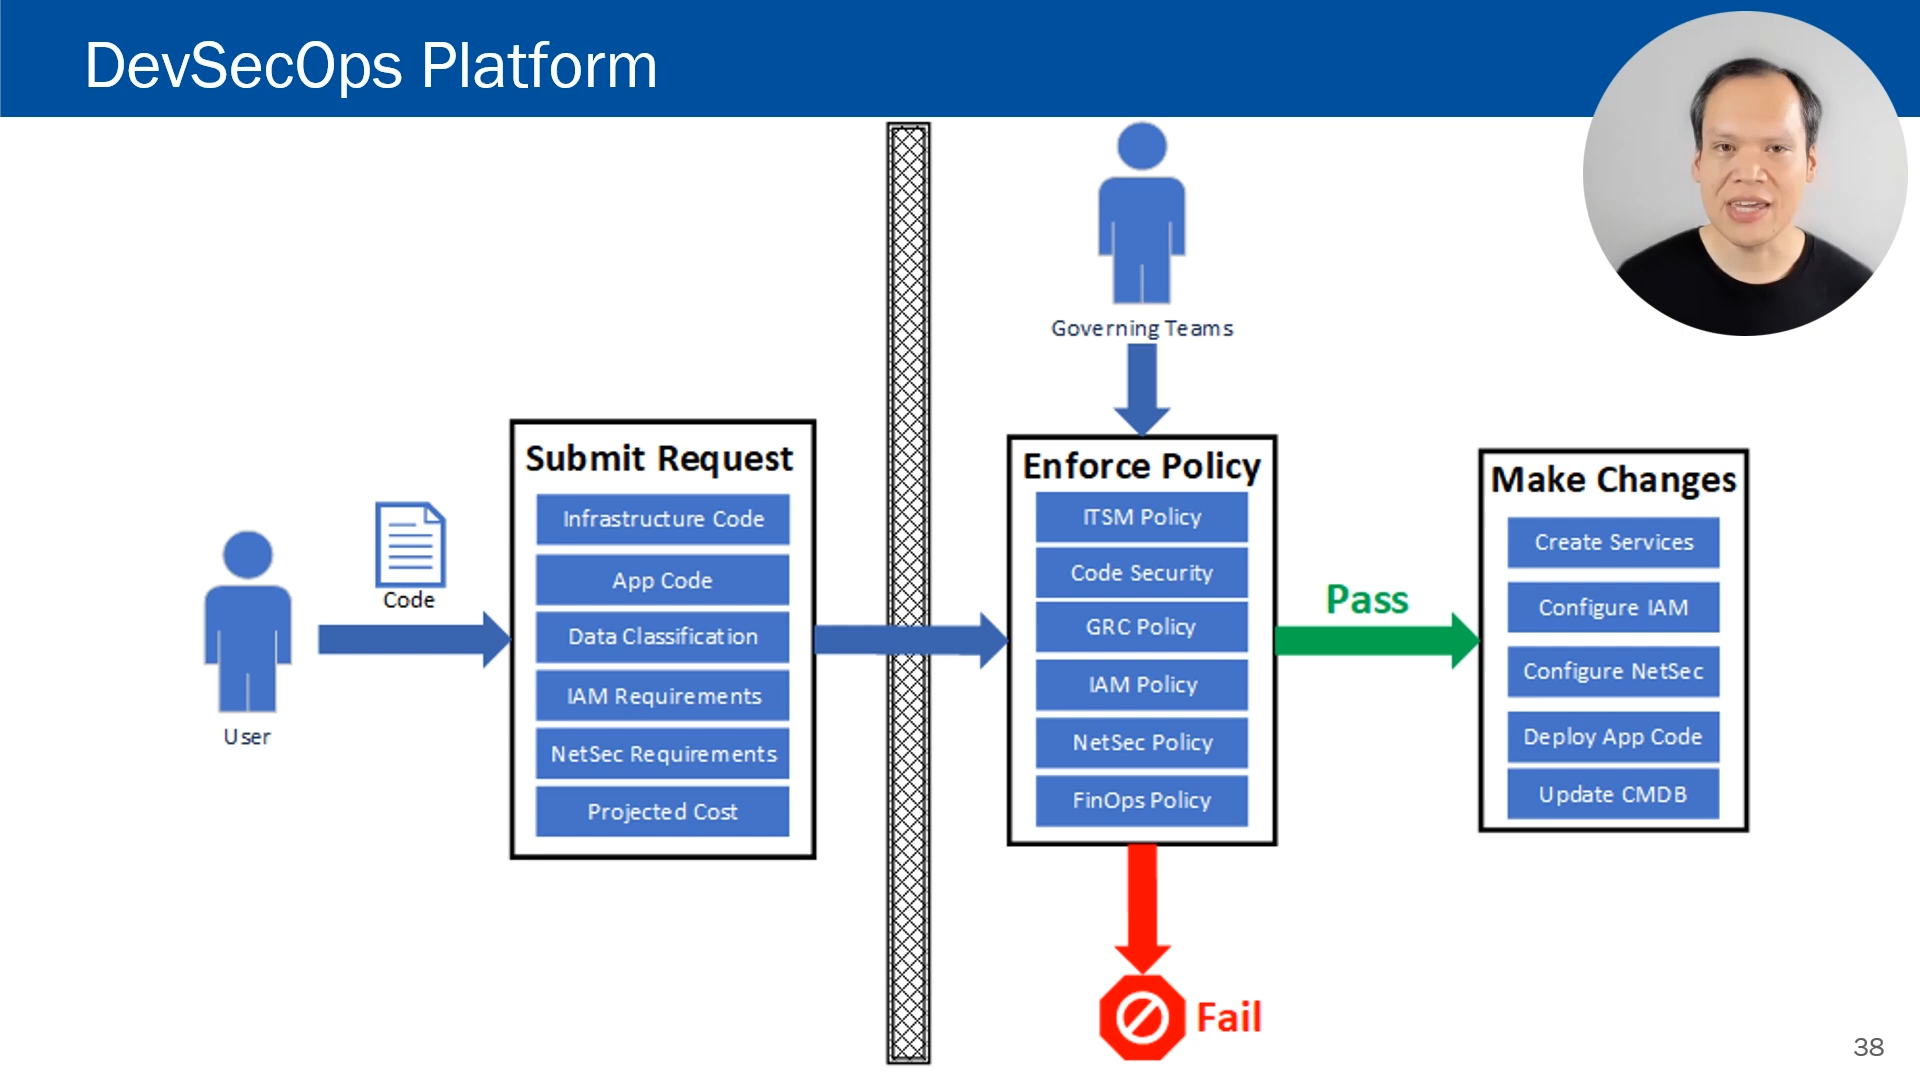 DevSecOps Platform
Governing Teams
User
Code
Submit Request
Infrastructure Code
App Code
Data Classification
IAM Requirements
NetSec Requirements
Projected Cost
Enforce Policy
ITSM Policy
Code Security
GRC Policy
IAM Policy
NetSec Policy
FinOps Policy
Pass
Fail
Make Changes
Create Services
Configure IAM
Configure NetSec
Deploy App Code
Update CMDB
38